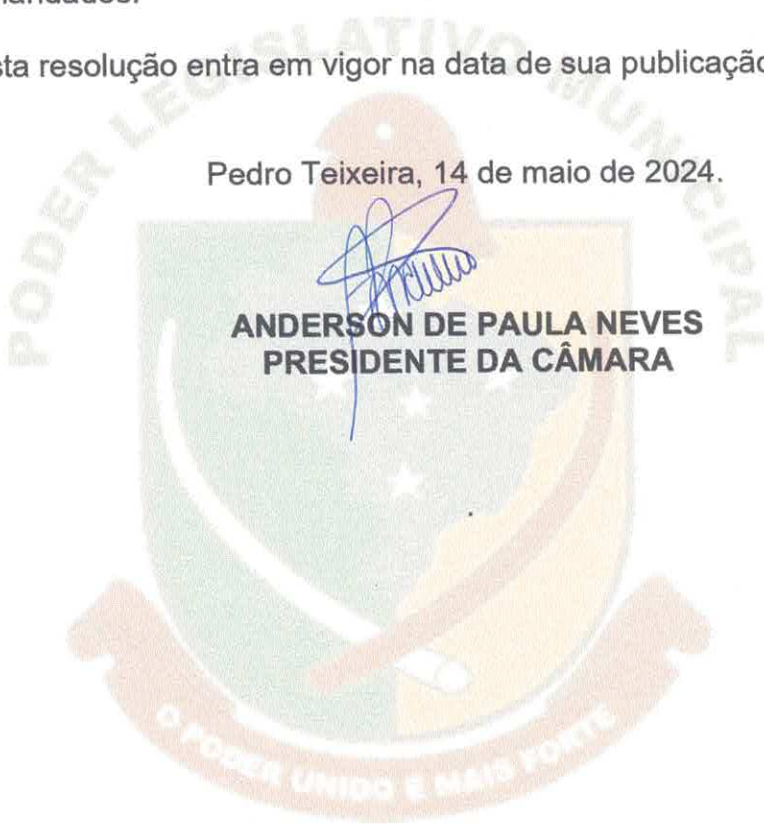 sta resolução entra em vigor na data de sua publicação
Pedro Teixeira, 14 de maio de 2024.
ANDERSON DE PAULA NEVES
PRESIDENTE DA CÂMARA
PODER LEGISLATIVO MUNICIPAL
O PODER UNIDO E MAIS FORTE